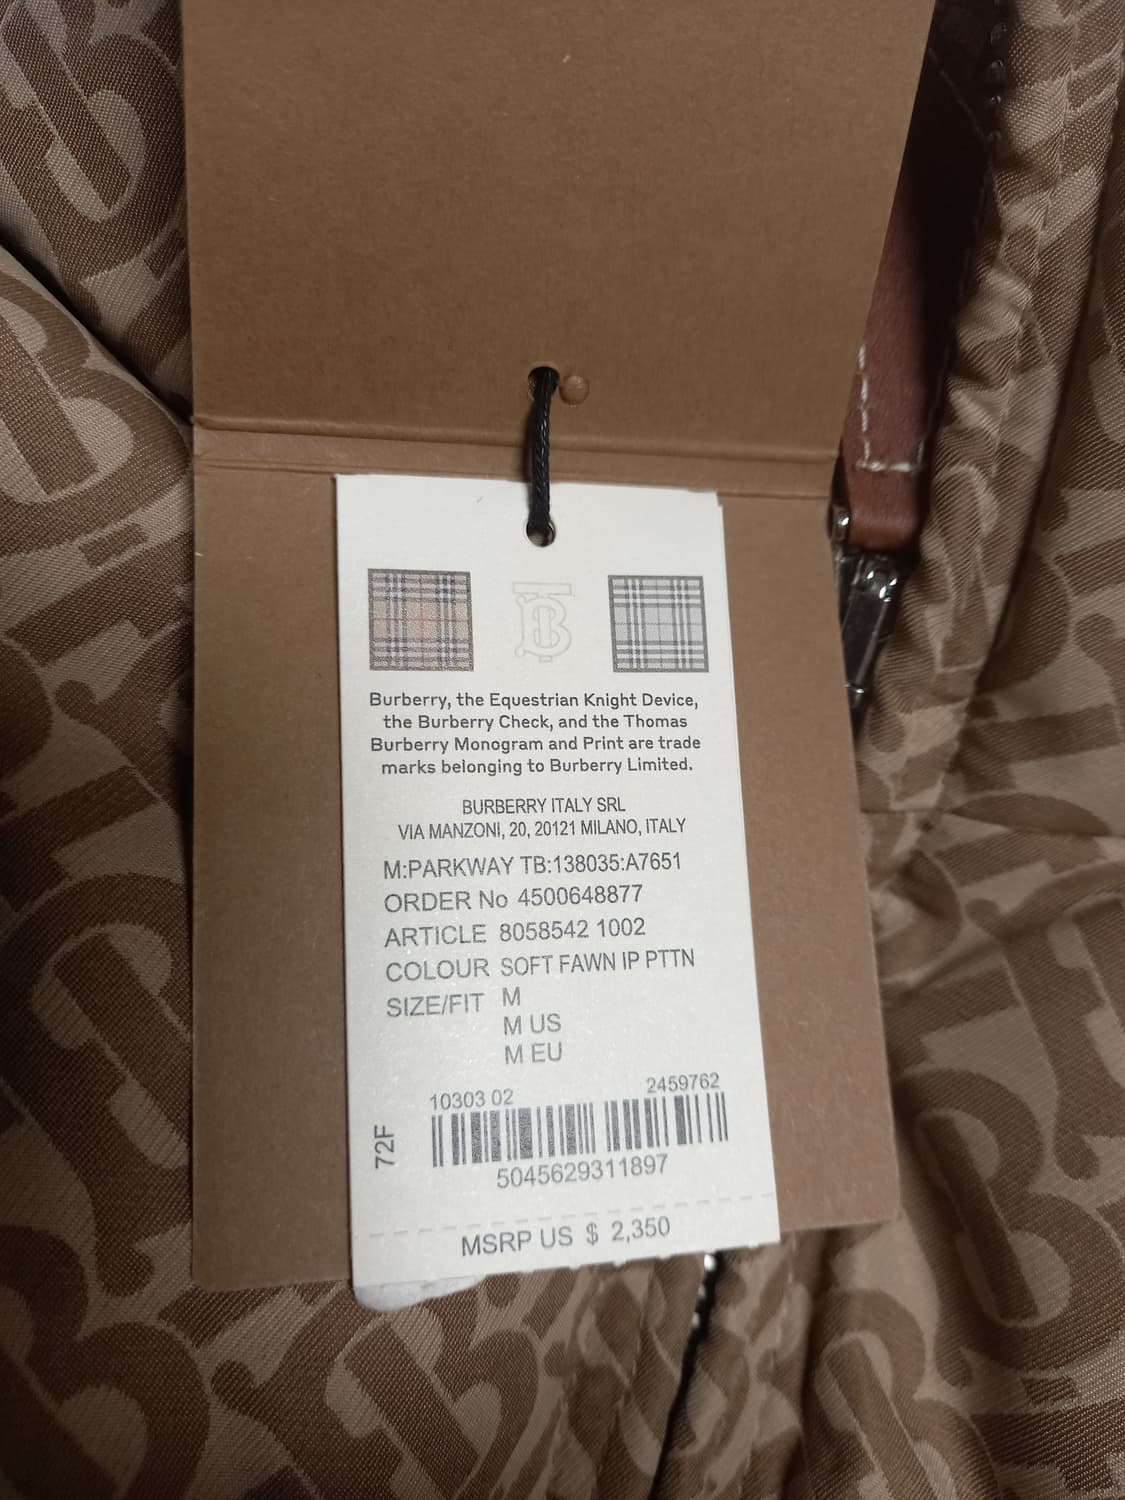 Burberry, the Equestrian Knight Device,
the Burberry Check, and the Thomas
Burberry Monogram and Print are trade
marks belonging to Burberry Limited.
BURBERRY ITALY SRL
VIA MANZONI, 20, 20121 MILANO, ITALY
M:PARKWAY TB:138035:A7651
ORDER No 4500648877
ARTICLE 8058542 1002
COLOUR SOFT FAWN IP PTTN
SIZE/FIT M
M US
M EU
10303 02 2459762
72F
5045629311897
MSRP US $ 2,350